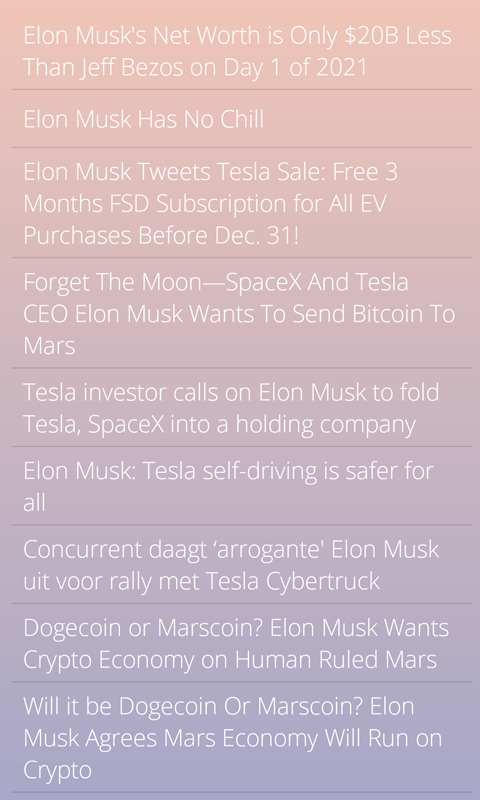 Elon Musk's Net Worth is Only $20B Less
Than Jeff Bezos on Day 1 of 2021
Elon Musk Has No Chill
Elon Musk Tweets Tesla Sale: Free 3
Months FSD Subscription for All EV
Purchases Before Dec. 31!
Forget The Moon—SpaceX And Tesla
CEO Elon Musk Wants To Send Bitcoin To
Mars
Tesla investor calls on Elon Musk to fold
Tesla, SpaceX into a holding company
Elon Musk: Tesla self-driving is safer for
all
Concurrent daagt ‘arrogante' Elon Musk
uit voor rally met Tesla Cybertruck
Dogecoin or Marscoin? Elon Musk Wants
Crypto Economy on Human Ruled Mars
Will it be Dogecoin Or Marscoin? Elon
Musk Agrees Mars Economy Will Run on
Crypto